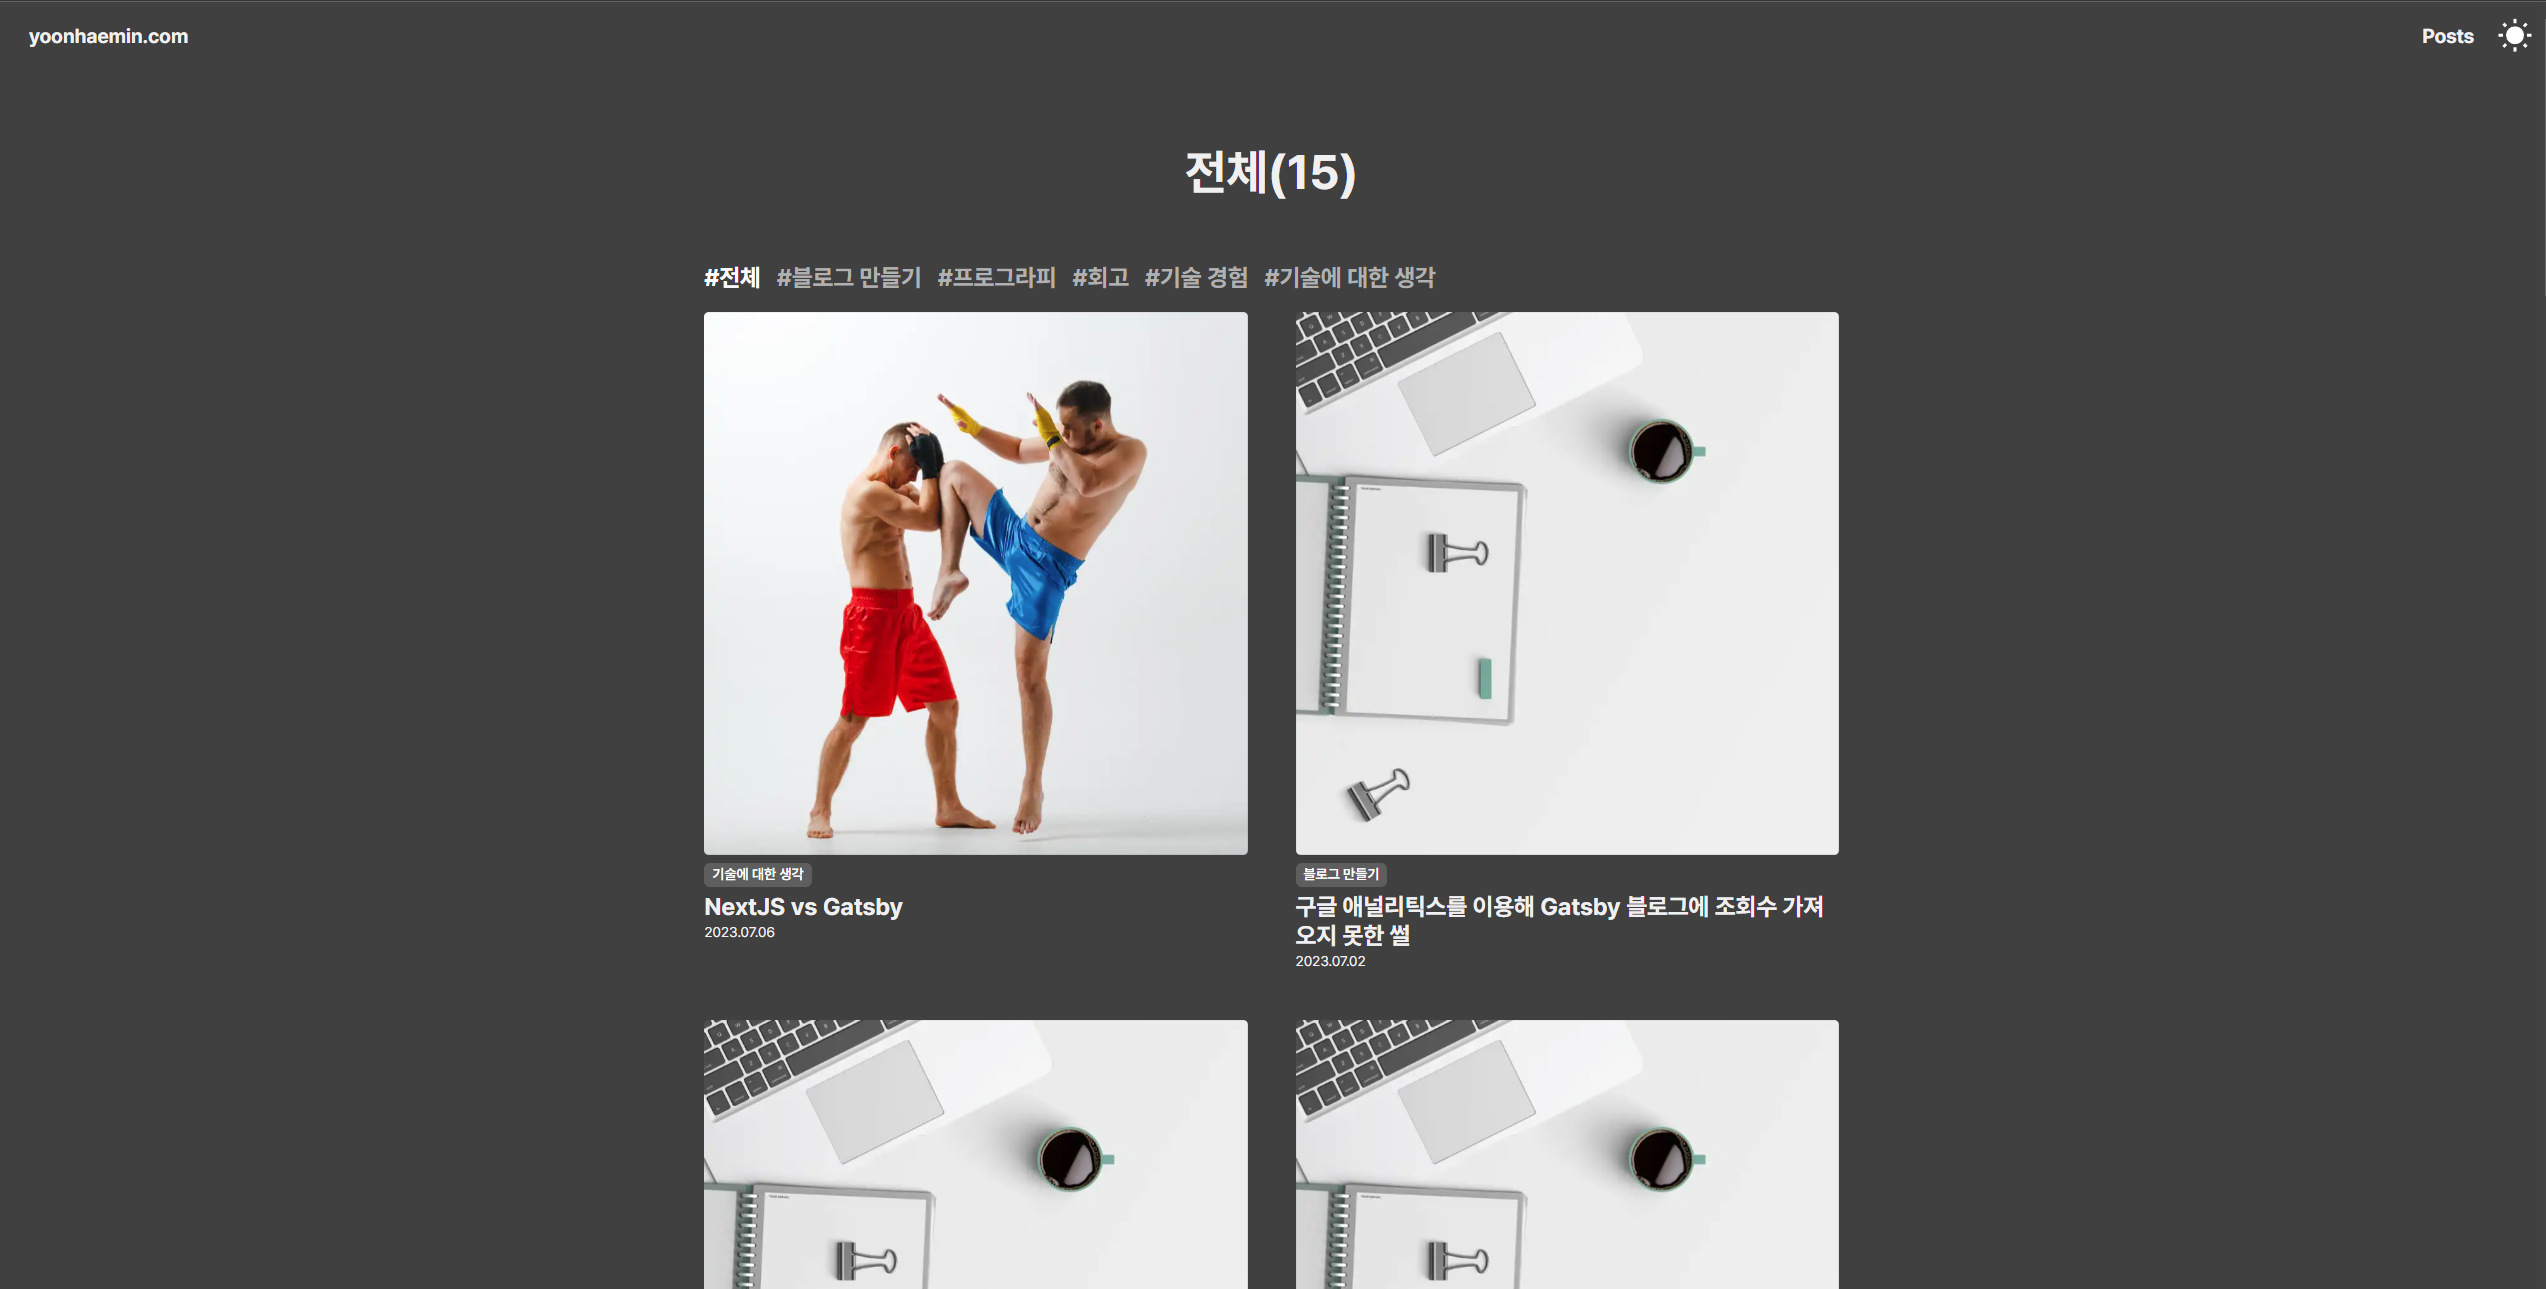 yoonhaemin.com
Posts
전체(15)
#전체 #블로그 만들기 #프로그라피 #회고 #기술 경험 #기술에 대한 생각
기술에 대한 생각
NextJS vs Gatsby
2023.07.06
블로그 만들기
구글 애널리틱스를 이용해 Gatsby 블로그에 조회수 가져
오지 못한 썰
2023.07.02